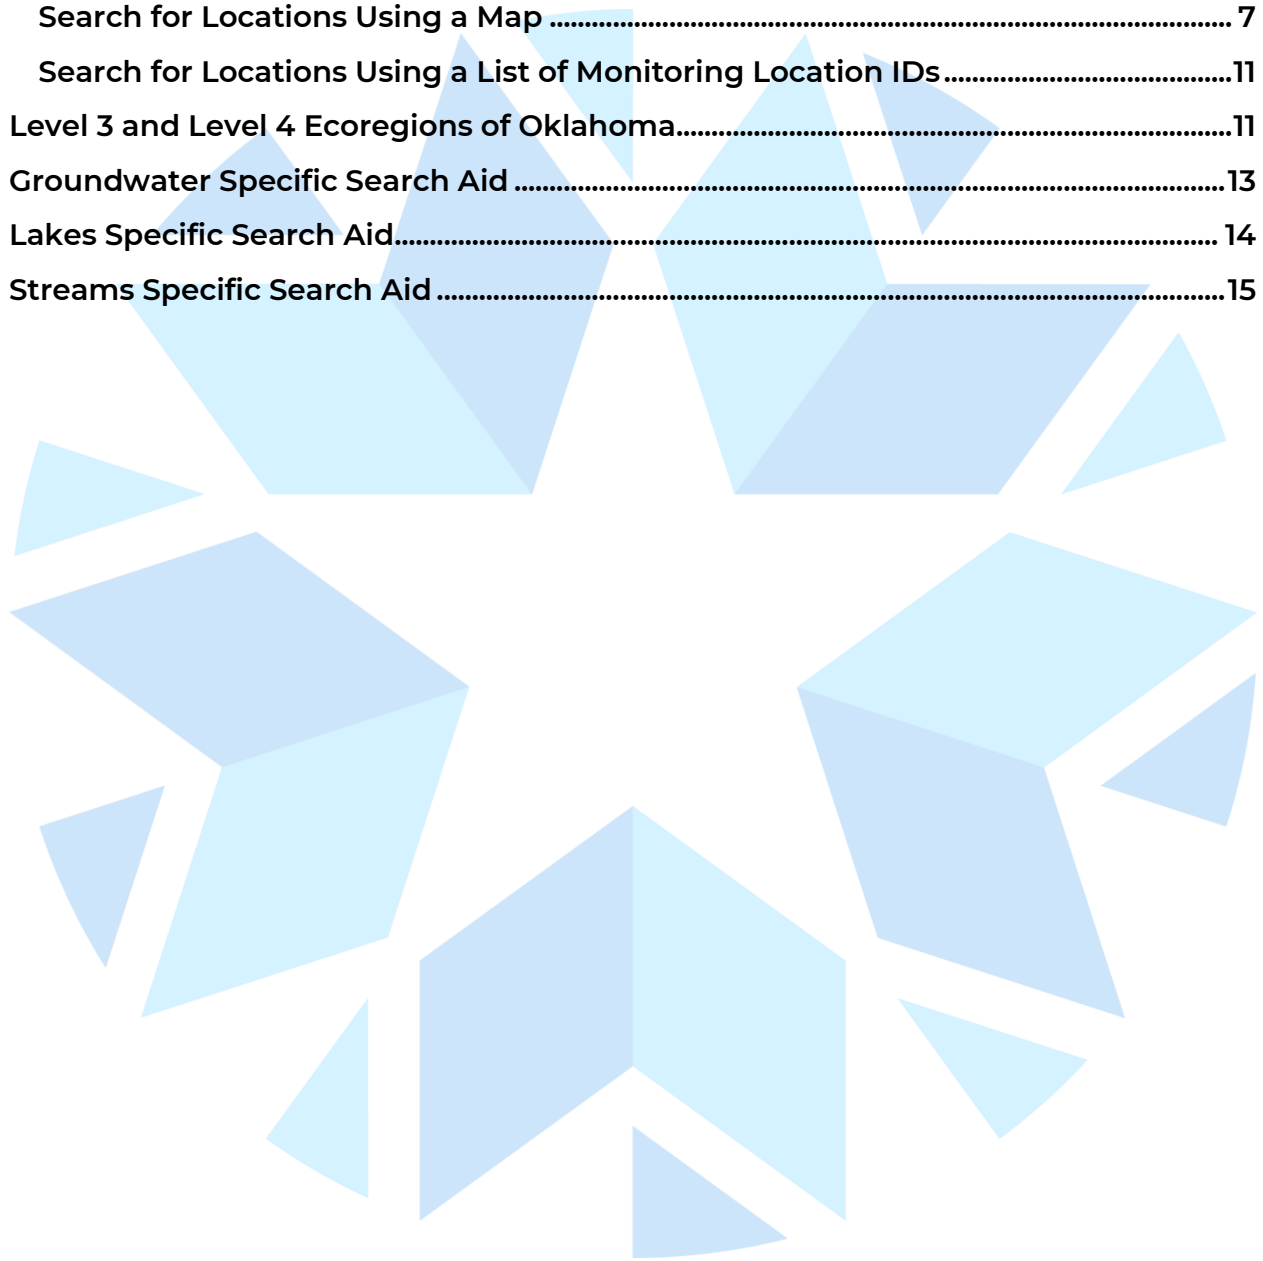 Search for Locations Using a Map ........................................................................................................ 7
Search for Locations Using a List of Monitoring Location IDs ............................................. 11
Level 3 and Level 4 Ecoregions of Oklahoma ....................................................................................... 11
Groundwater Specific Search Aid ................................................................................................................ 13
Lakes Specific Search Aid .................................................................................................................................. 14
Streams Specific Search Aid ............................................................................................................................ 15